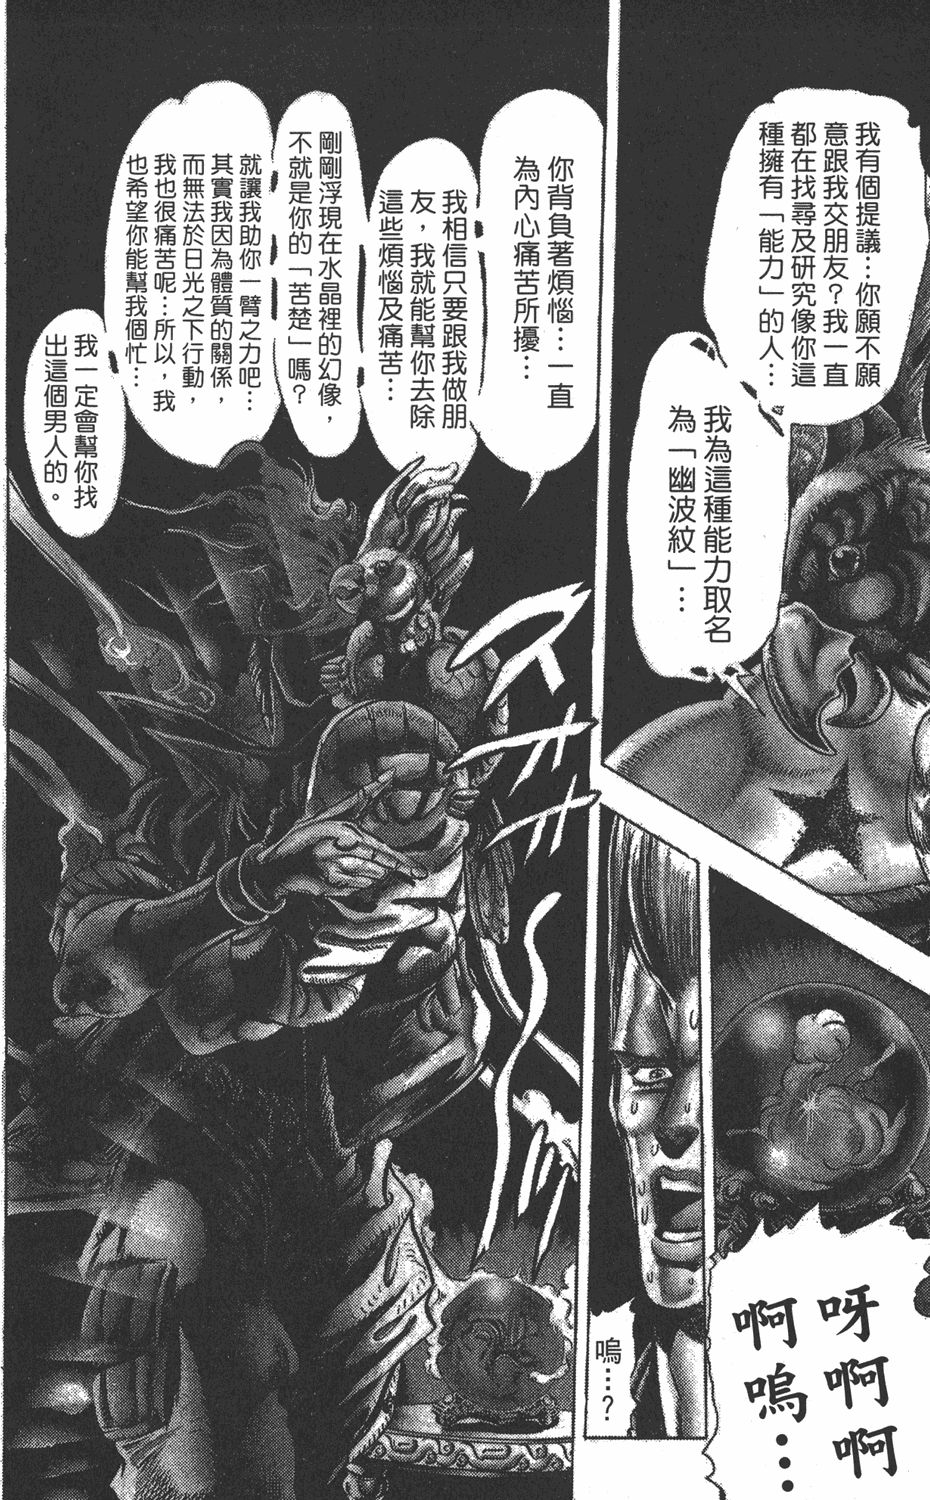 我有個提議…你願不願
意跟我交朋友？我一直
都在找尋及研究像你這
種擁有「能力」的人…
我為這種能力取名
為「幽波紋」…
呀啊啊
啊嗚…
嗚…？
你背負著煩惱…一直
為內心痛苦所擾…
我相信只要跟我做朋
友，我就能幫你去除
這些煩惱及痛苦…
剛剛浮現在水晶裡的幻像，
不就是你的「苦楚」嗎？
就讓我助你一臂之力吧…
其實我因為體質的關係，
而無法於日光之下行動，
我也很痛苦呢…所以，我
也希望你能幫我個忙…
我一定會幫你找
出這個男人的。